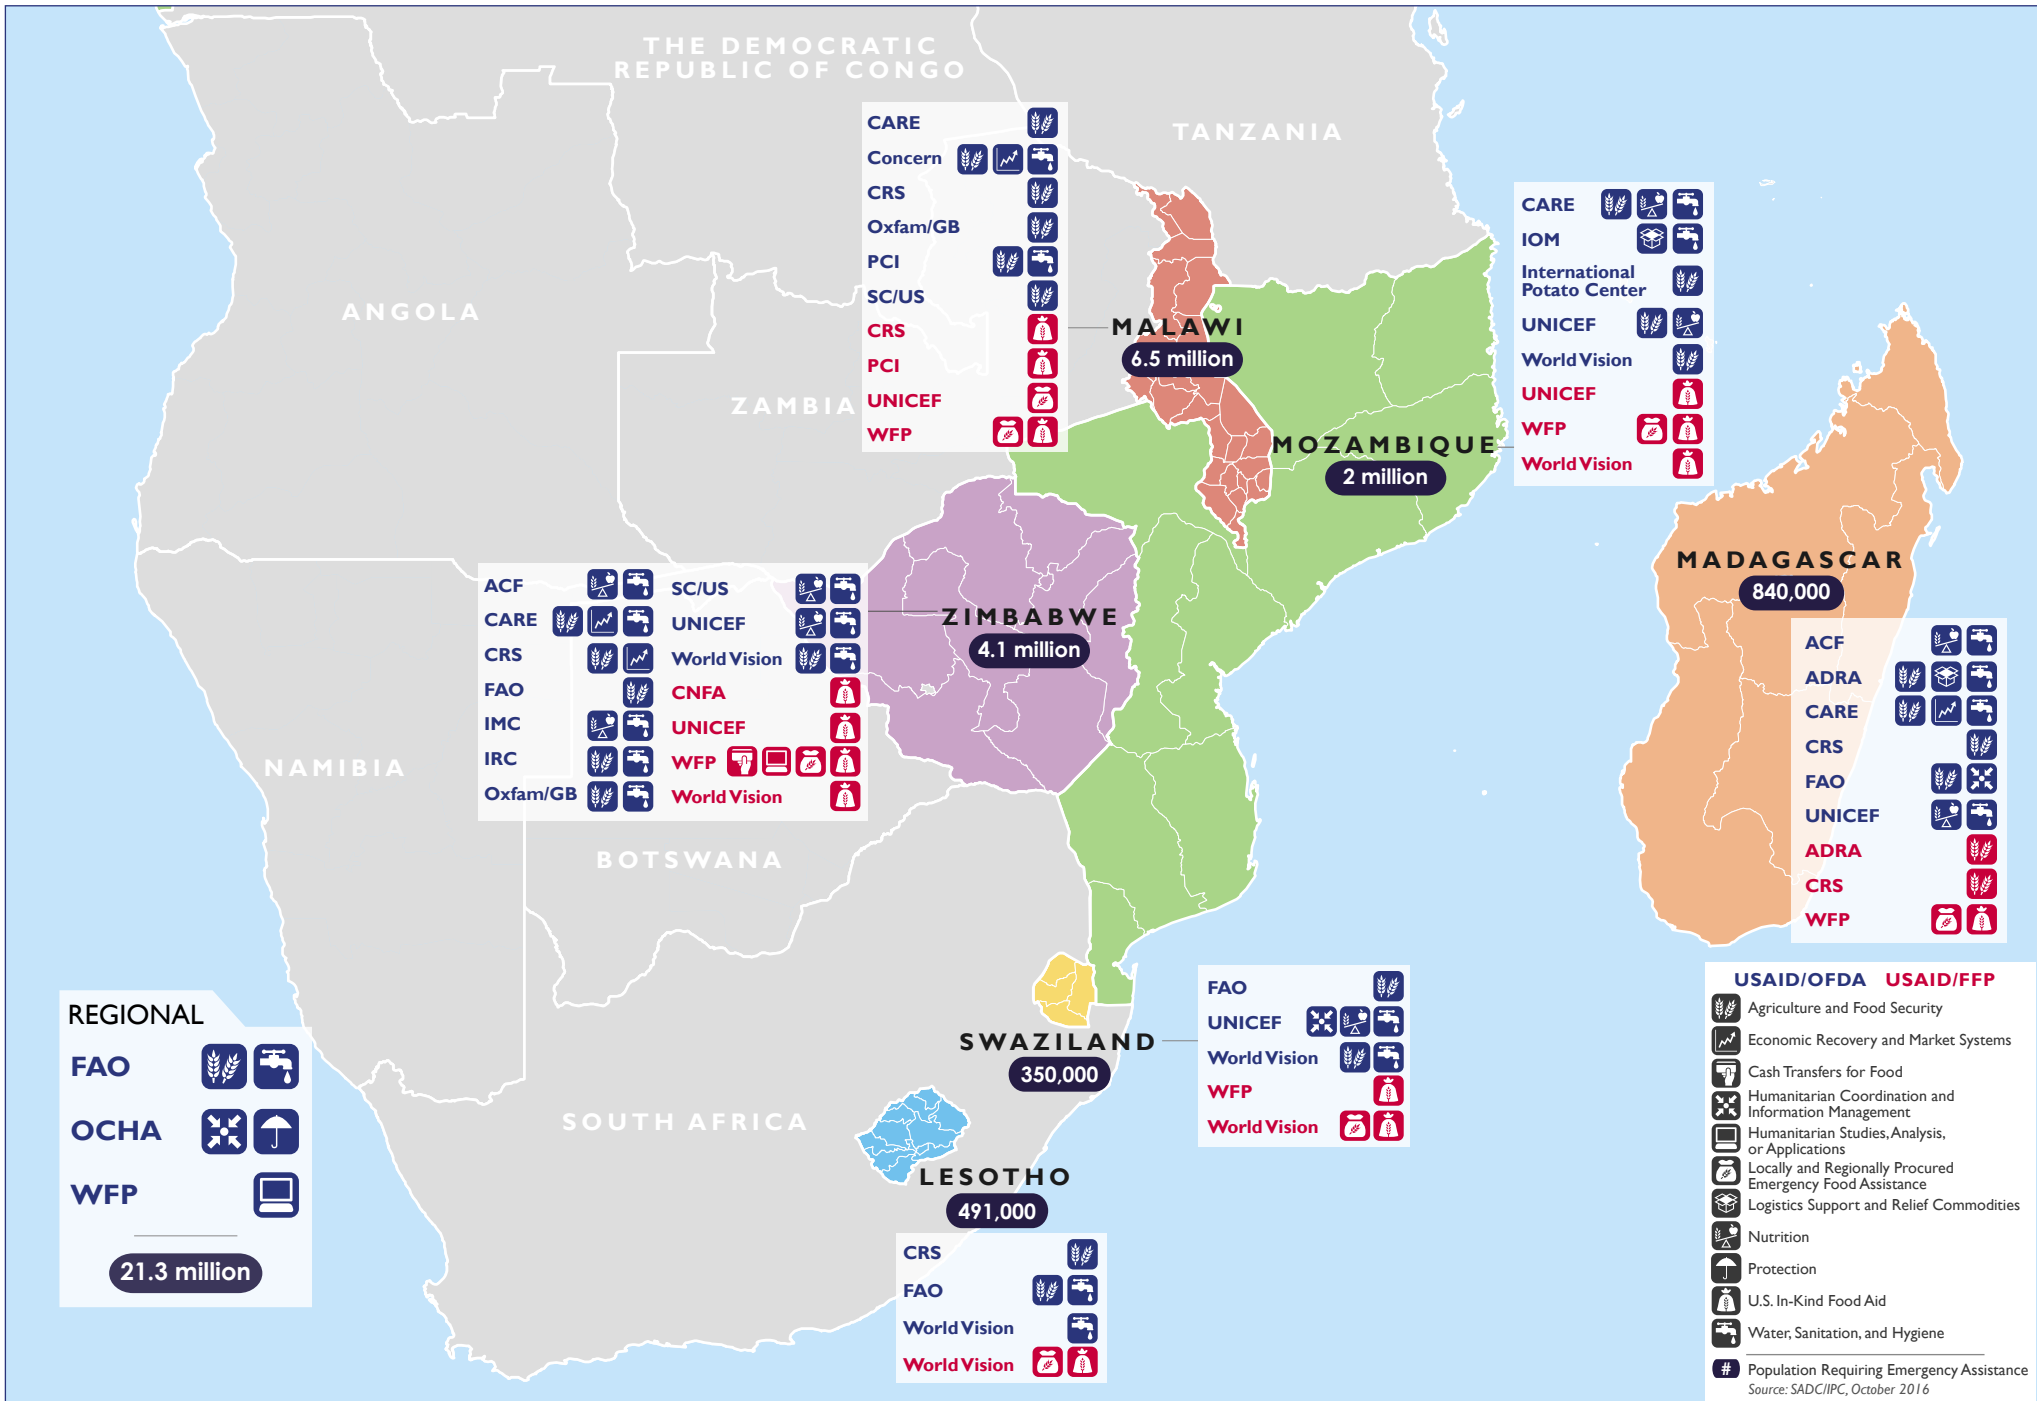 THE DEMOCRATIC
REPUBLIC OF CONGO
TANZANIA
ANGOLA
ZAMBIA
NAMIBIA
BOTSWANA
SOUTH AFRICA
CARE
Concern
CRS
Oxfam/GB
PCI
SC/US
CRS
PCI
UNICEF
WFP
MALAWI
6.5 million
CARE
IOM
International
Potato Center
UNICEF
World Vision
UNICEF
WFP
World Vision
MOZAMBIQUE
2 million
ACF
CARE
CRS
FAO
IMC
IRC
Oxfam/GB
SC/US
UNICEF
World Vision
CNFA
UNICEF
WFP
World Vision
ZIMBABWE
4.1 million
MADAGASCAR
840,000
ACF
ADRA
CARE
CRS
FAO
UNICEF
ADRA
CRS
WFP
SWAZILAND
350,000
FAO
UNICEF
World Vision
WFP
World Vision
LESOTHO
491,000
CRS
FAO
World Vision
World Vision
REGIONAL
FAO
OCHA
WFP
21.3 million
USAID/OFDA USAID/FFP
Agriculture and Food Security
Economic Recovery and Market Systems
Cash Transfers for Food
Humanitarian Coordination and
Information Management
Humanitarian Studies, Analysis,
or Applications
Locally and Regionally Procured
Emergency Food Assistance
Logistics Support and Relief Commodities
Nutrition
Protection
U.S. In-Kind Food Aid
Water, Sanitation, and Hygiene
# Population Requiring Emergency Assistance
Source: SADC/IPC, October 2016